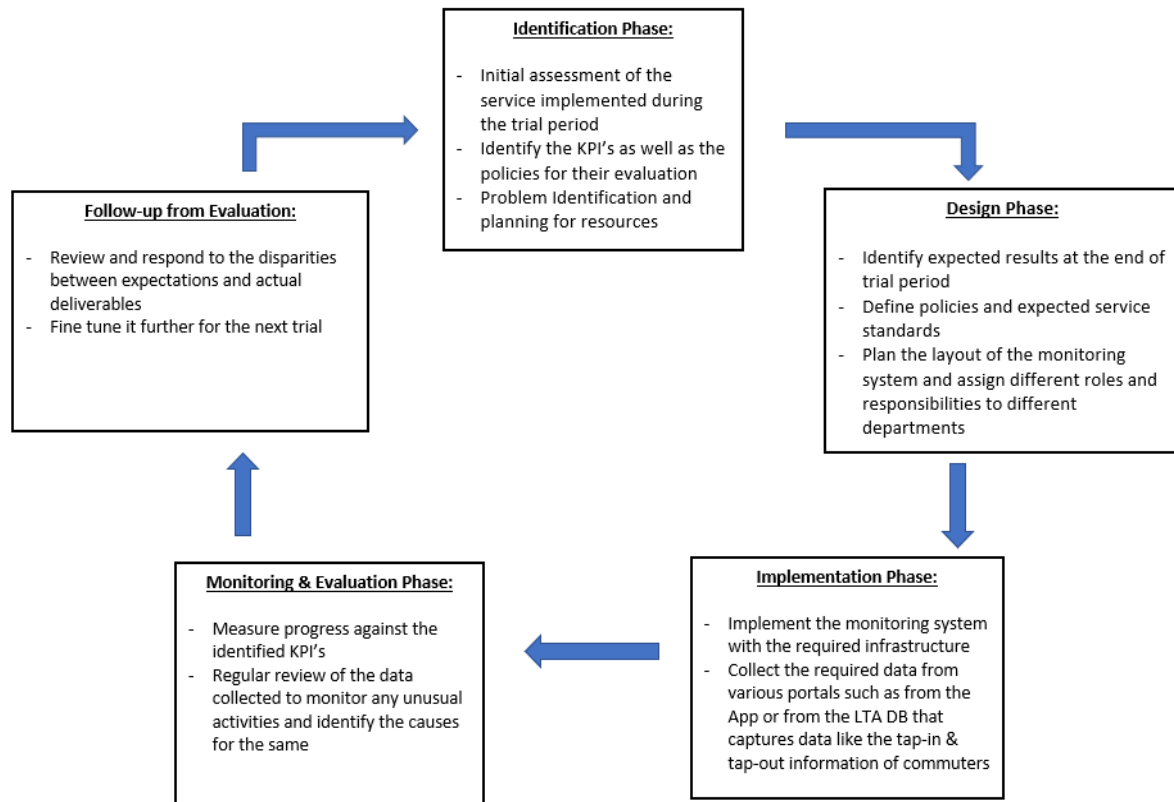 Identification Phase:
- Initial assessment of the
service implemented during
the trial period
- Identify the KPI's as well as the
policies for their evaluation
- Problem Identification and
planning for resources
Design Phase:
- Identify expected results at the end of
trial period
- Define policies and expected service
standards
- Plan the layout of the monitoring
system and assign different roles and
responsibilities to different
departments
Implementation Phase:
- Implement the monitoring system
with the required infrastructure
- Collect the required data from
various portals such as from the
App or from the LTA DB that
captures data like the tap-in &
tap-out information of commuters
Monitoring & Evaluation Phase:
- Measure progress against the
identified KPI's
- Regular review of the data
collected to monitor any unusual
activities and identify the causes
for the same
Follow-up from Evaluation:
- Review and respond to the disparities
between expectations and actual
deliverables
- Fine tune it further for the next trial